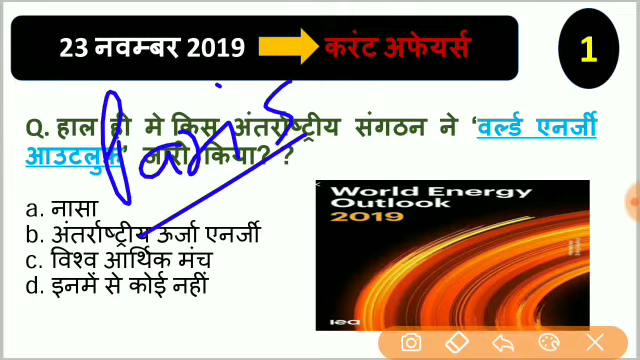 23 नवम्बर 2019 करंट अफेयर्स
1
Q. हाल ही मे किस अंतर्राष्ट्रीय संगठन ने ‘वर्ल्ड एनर्जी
आउटलुक’ जारी किया? ?
Paris
a. नासा
b. अंतर्राष्ट्रीय ऊर्जा एनर्जी
c. विश्व आर्थिक मंच
d. इनमें से कोई नहीं
World Energy
Outlook
2019
iea